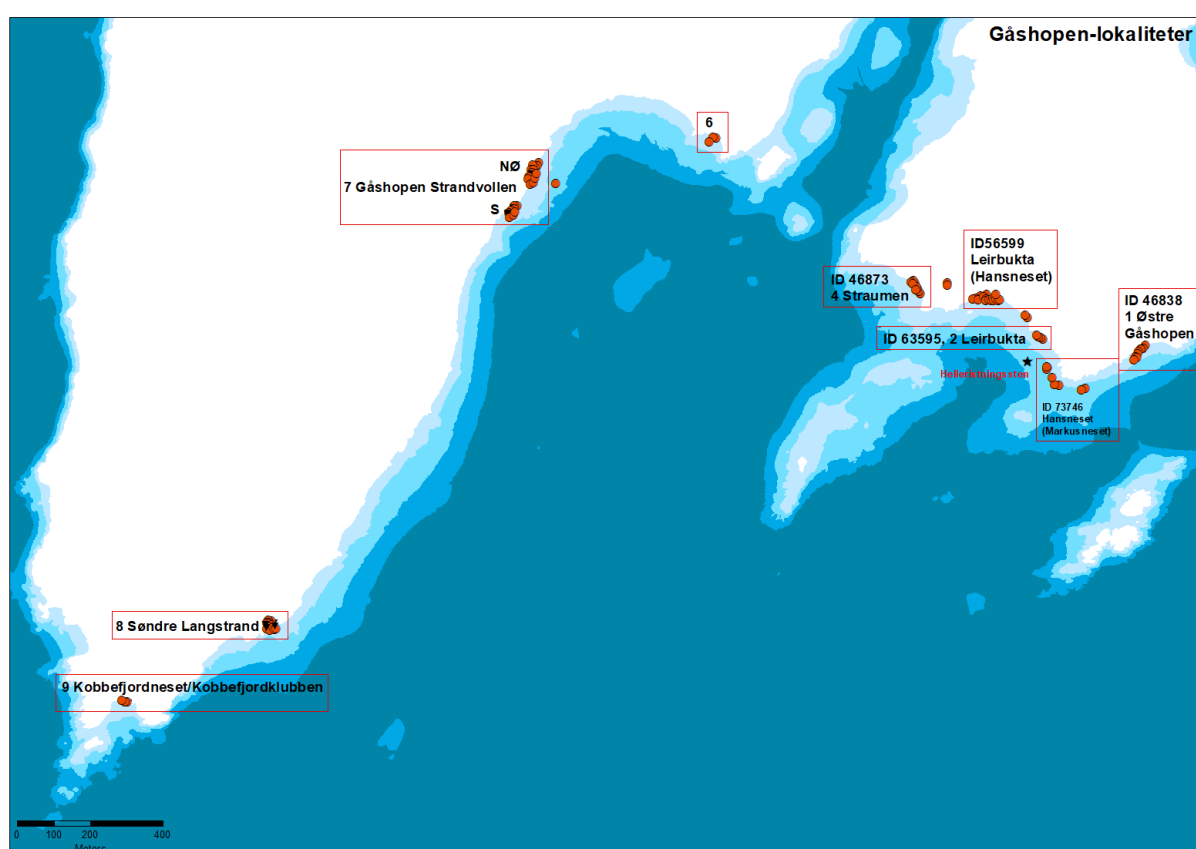 Gåshopen-lokaliteter
6
NØ
7 Gåshopen Strandvollen
S
ID56599
Leirbukta
(Hansneset)
ID 46873
4 Straumen
ID 46838
1 Østre
Gåshopen
ID 63595, 2 Leirbukta
Helleristningssten
ID 73746
Hansneset
(Markusneset)
8 Søndre Langstrand
9 Kobbefjordneset/Kobbefjordklubben
0 100 200 400
Meters